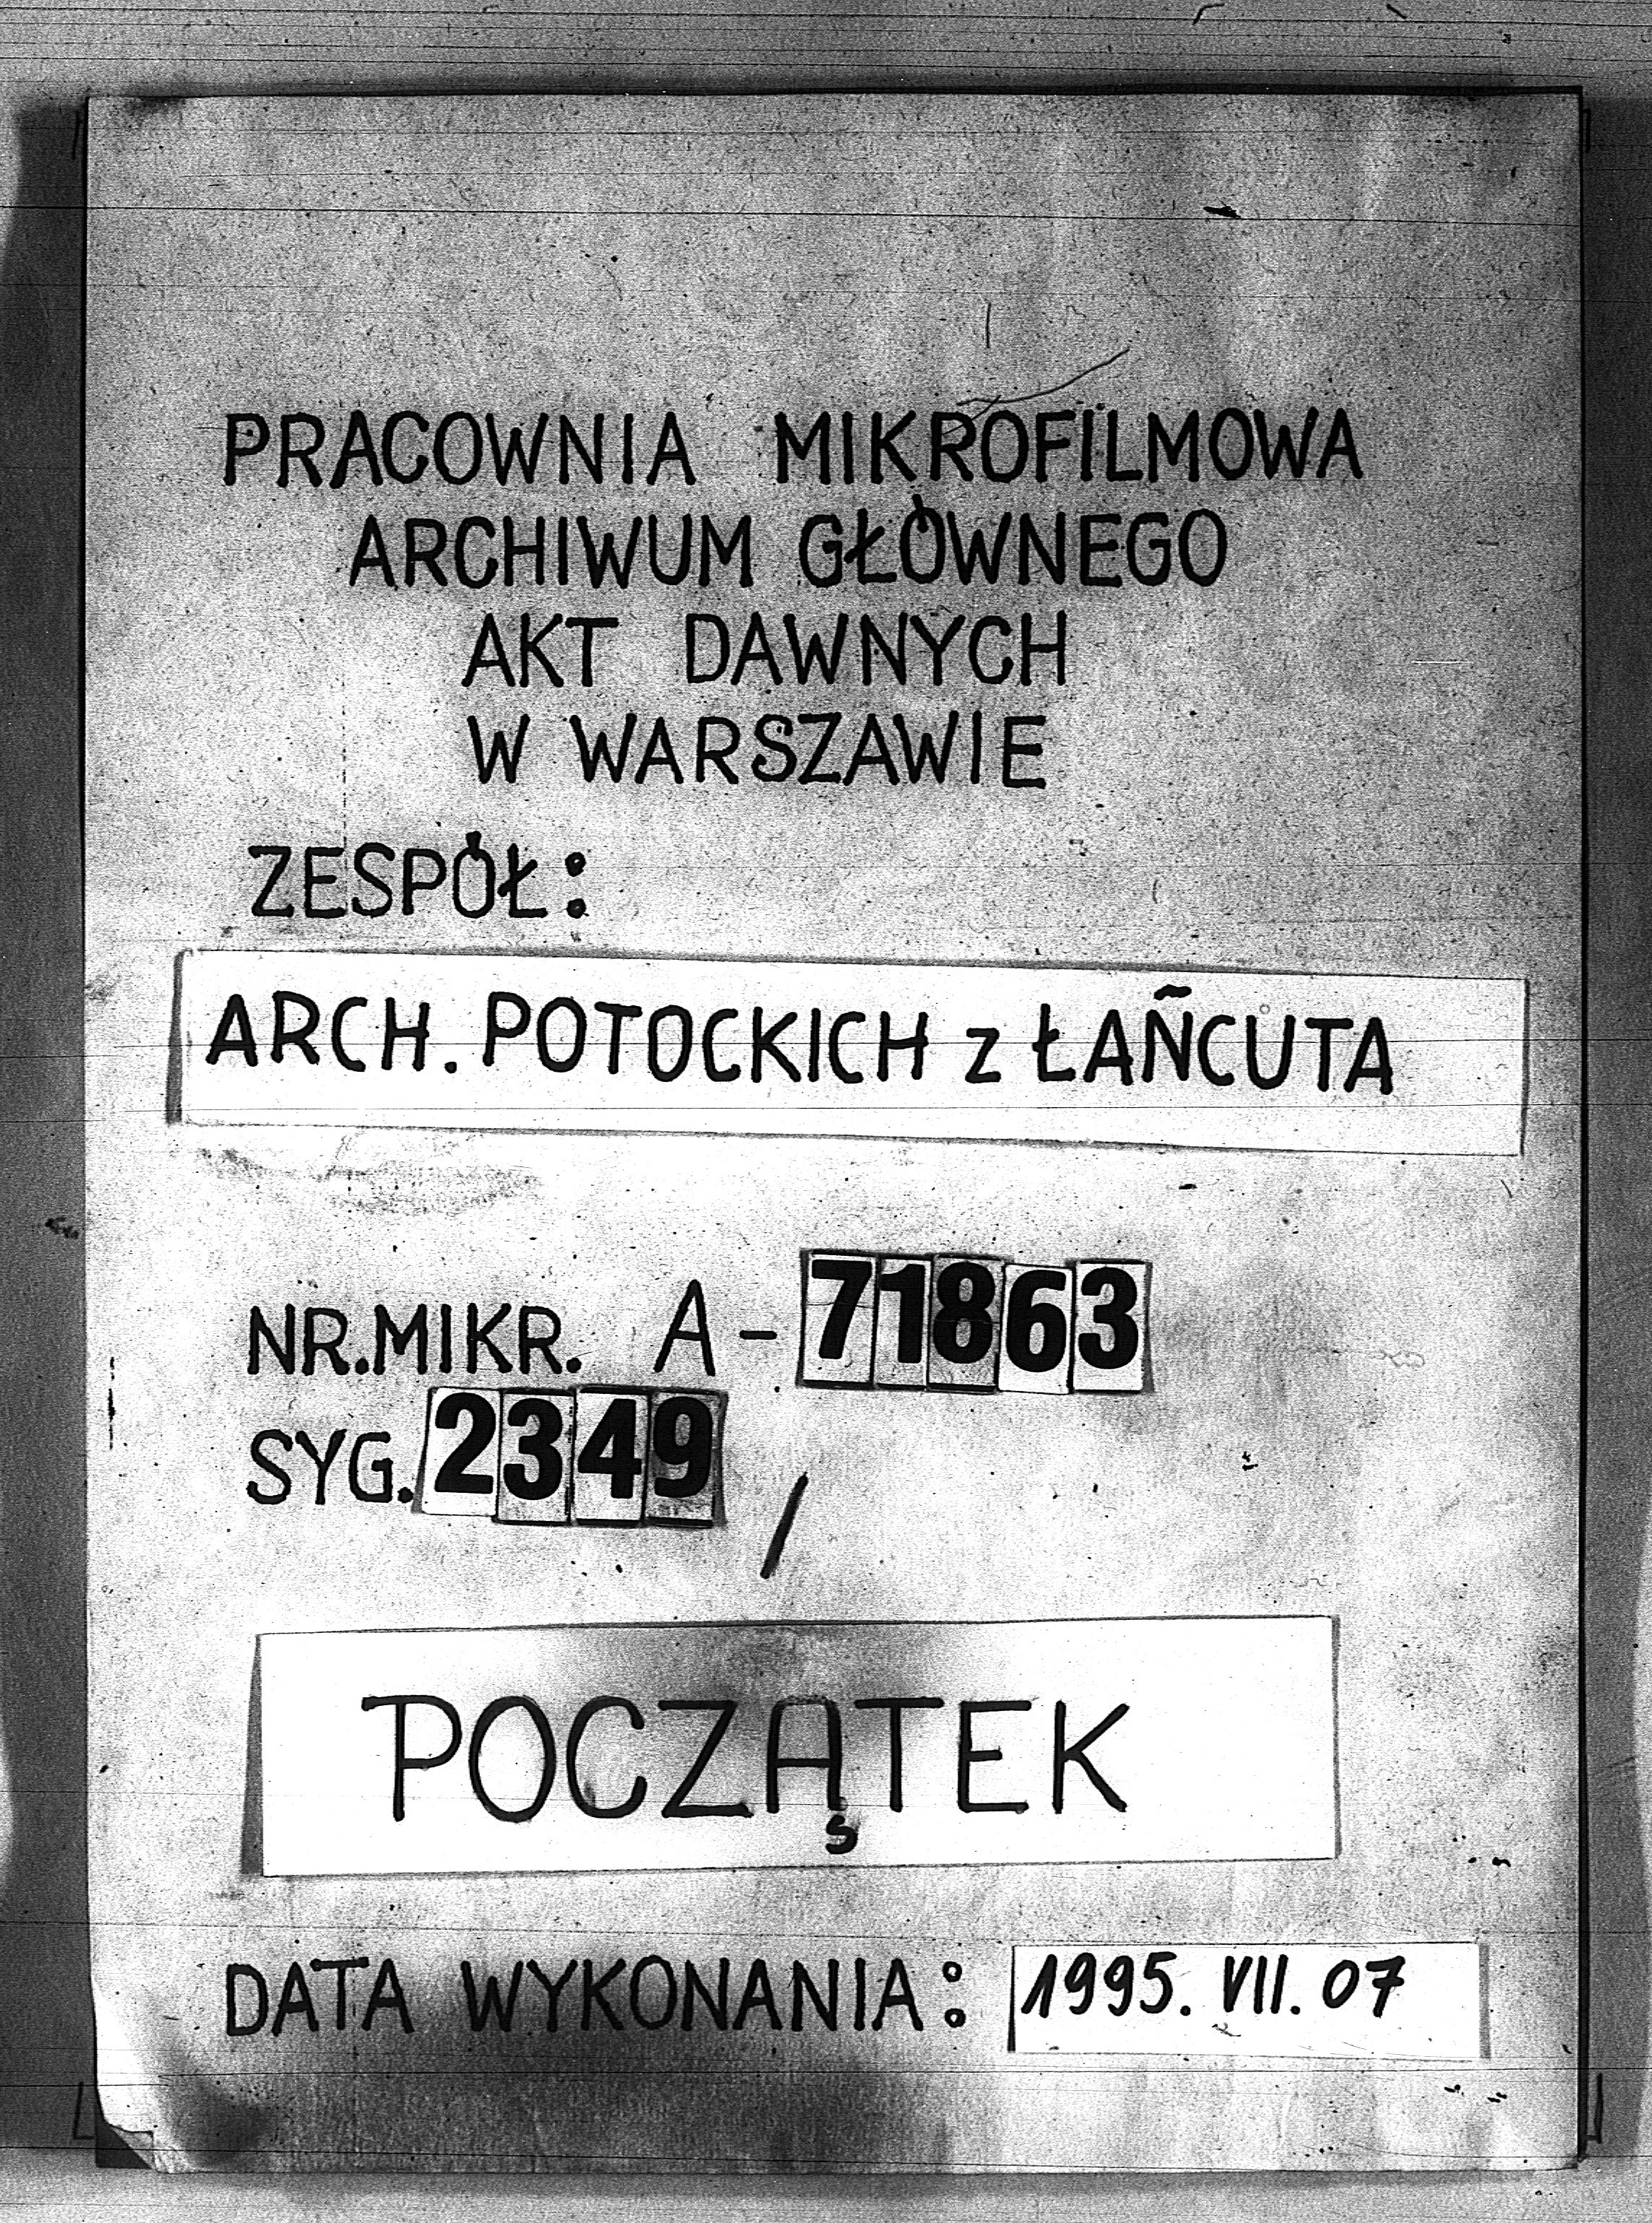 PRACOWNIA MIKROFILMOWA
ARCHIWUM GŁÓWNEGO
AKT DAWNYCH
W WARSZAWIE
ZESPÓŁ:
ARCH. POTOCKICH z ŁAÑCUTA
NR.MIKR. A-71863
SYG. 2349 /
POCZĄTEK
DATA WYKONANIA: 1995. VII. 07